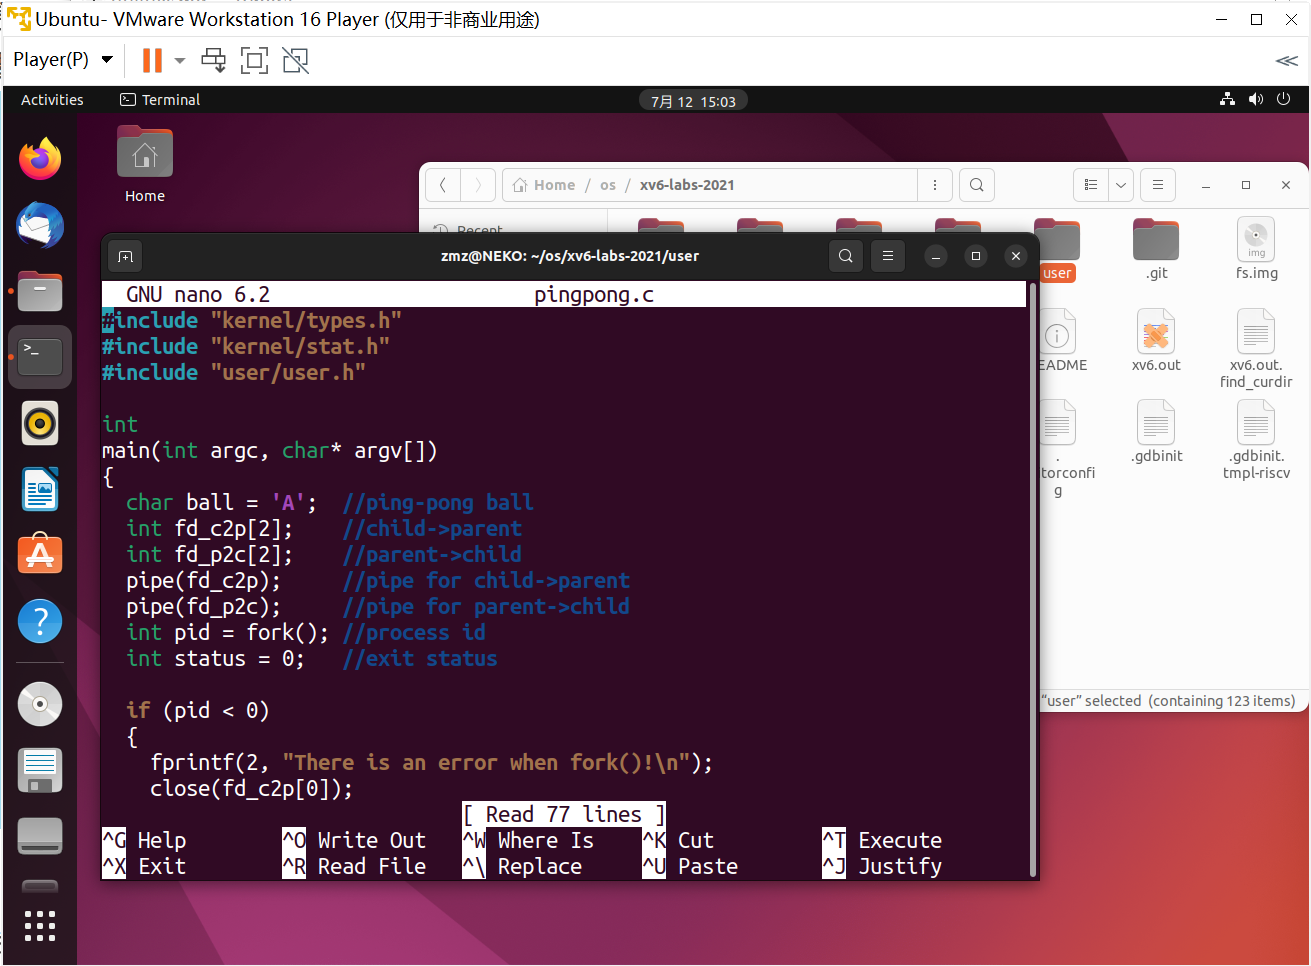 Ubuntu- VMware Workstation 16 Player (仅用于非商业用途)
Player(P)
Activities
Terminal
7月 12 15:03
Home
Home / os / xv6-labs-2021
Recent
user
.git
fs.img
img
EADME
xv6.out
xv6.out.
find_curdir
.
torconfi
g
.gdbinit
.gdbinit.
tmpl-riscv
"user" selected (containing 123 items)
zmz@NEKO: ~/os/xv6-labs-2021/user
GNU nano 6.2 pingpong.c
#include "kernel/types.h"
#include "kernel/stat.h"
#include "user/user.h"
int
main(int argc, char* argv[])
{
char ball = 'A'; //ping-pong ball
int fd_c2p[2]; //child->parent
int fd_p2c[2]; //parent->child
pipe(fd_c2p); //pipe for child->parent
pipe(fd_p2c); //pipe for parent->child
int pid = fork(); //process id
int status = 0; //exit status
if (pid < 0)
{
fprintf(2, "There is an error when fork()!\n");
close(fd_c2p[0]);
[ Read 77 lines ]
^G Help ^O Write Out ^W Where Is ^K Cut ^T Execute
^X Exit ^R Read File ^\ Replace ^U Paste ^J Justify